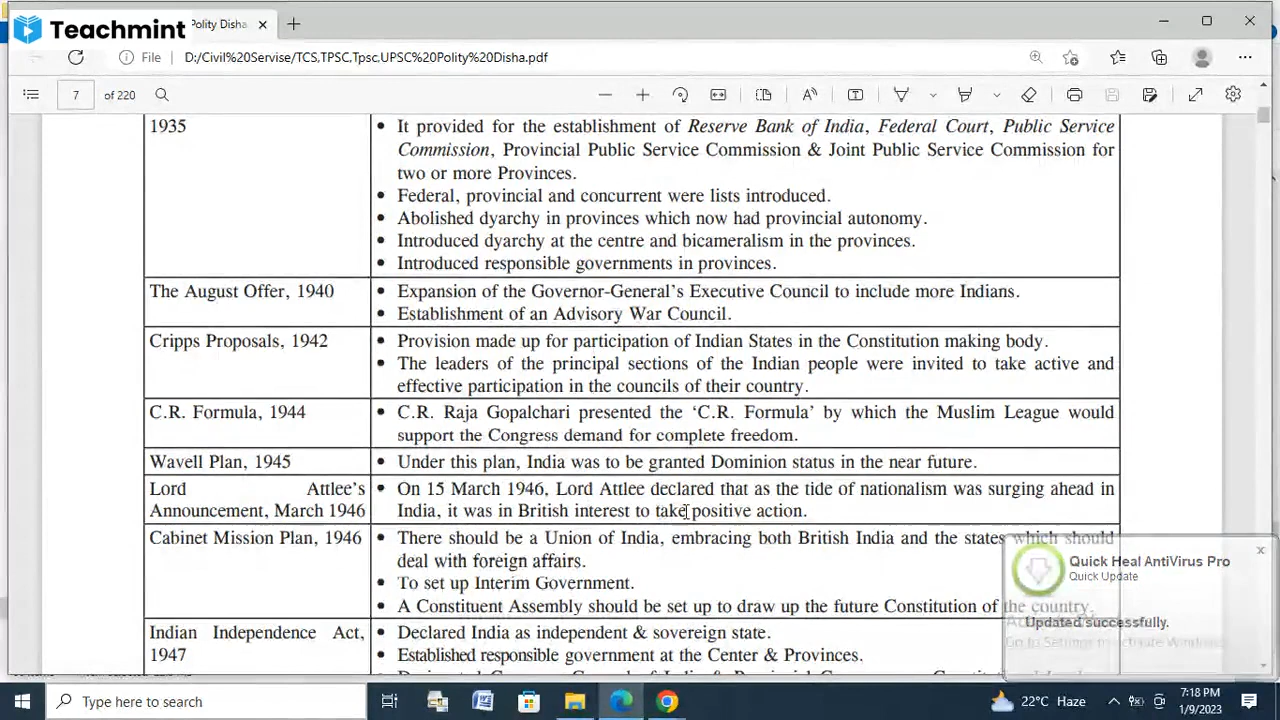 Teachmint
Polity Disha
File D:/Civil%20Servise/TCS,TPSC,Tpsc,UPSC%20Polity%20Disha.pdf
7 of 220
1935
• It provided for the establishment of Reserve Bank of India, Federal Court, Public Service
Commission, Provincial Public Service Commission & Joint Public Service Commission for
two or more Provinces.
• Federal, provincial and concurrent were lists introduced.
• Abolished dyarchy in provinces which now had provincial autonomy.
• Introduced dyarchy at the centre and bicameralism in the provinces.
• Introduced responsible governments in provinces.
The August Offer, 1940
• Expansion of the Governor-General's Executive Council to include more Indians.
• Establishment of an Advisory War Council.
Cripps Proposals, 1942
• Provision made up for participation of Indian States in the Constitution making body.
• The leaders of the principal sections of the Indian people were invited to take active and
effective participation in the councils of their country.
C.R. Formula, 1944
• C.R. Raja Gopalchari presented the ‘C.R. Formula’ by which the Muslim League would
support the Congress demand for complete freedom.
Wavell Plan, 1945
• Under this plan, India was to be granted Dominion status in the near future.
Lord Attlee's
Announcement, March 1946
• On 15 March 1946, Lord Attlee declared that as the tide of nationalism was surging ahead in
India, it was in British interest to take positive action.
Cabinet Mission Plan, 1946
• There should be a Union of India, embracing both British India and the states which should
deal with foreign affairs.
• To set up Interim Government.
• A Constituent Assembly should be set up to draw up the future Constitution of the country.
Indian Independence Act,
1947
• Declared India as independent & sovereign state.
• Established responsible government at the Center & Provinces.
Quick Heal AntiVirus Pro
Quick Update
Updated successfully.
Go to Settings to activate Windows.
Type here to search
22°C Haze
7:18 PM
1/9/2023